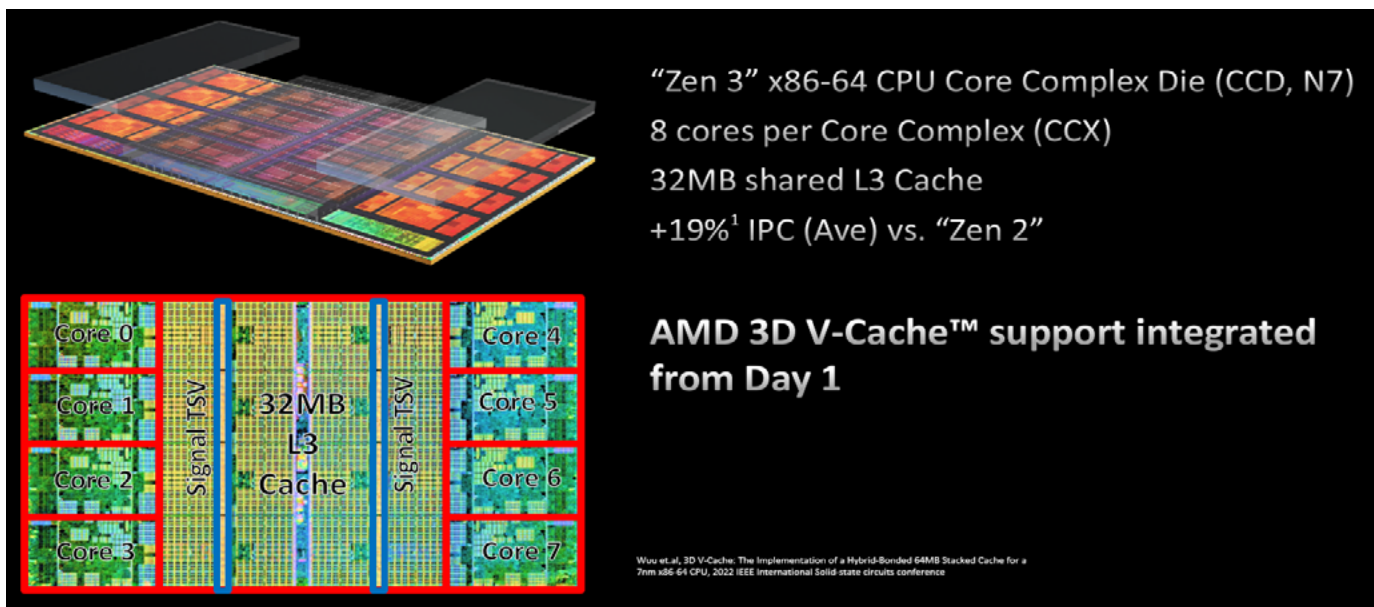 “Zen 3” x86-64 CPU Core Complex Die (CCD, N7)
8 cores per Core Complex (CCX)
32MB shared L3 Cache
+19%¹ IPC (Ave) vs. “Zen 2”
AMD 3D V-Cache™ support integrated
from Day 1
Core 0
Core 1
Core 2
Core 3
Signal TSV
32MB
L3
Cache
Signal TSV
Core 4
Core 5
Core 6
Core 7
Wuu et.al, 3D V-Cache: The Implementation of a Hybrid-Bonded 64MB Stacked Cache for a
7nm x86-64 CPU, 2022 IEEE International Solid-state circuits conference